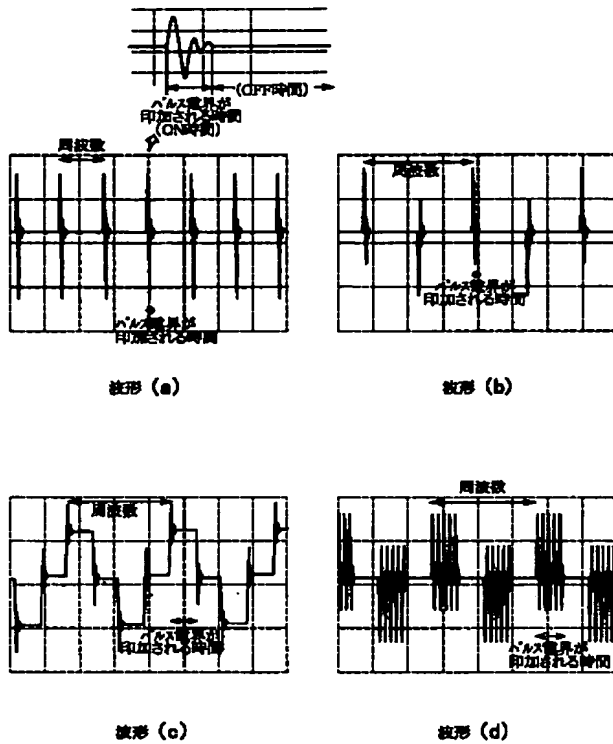 (OFF時間)
パルス電界が
印加される時間
(ON時間)
周波数
パルス電界が
印加される時間
波形 (a)
周波数
パルス電界が
印加される時間
波形 (b)
周波数
パルス電界が
印加される時間
波形 (c)
周波数
パルス電界が
印加される時間
波形 (d)